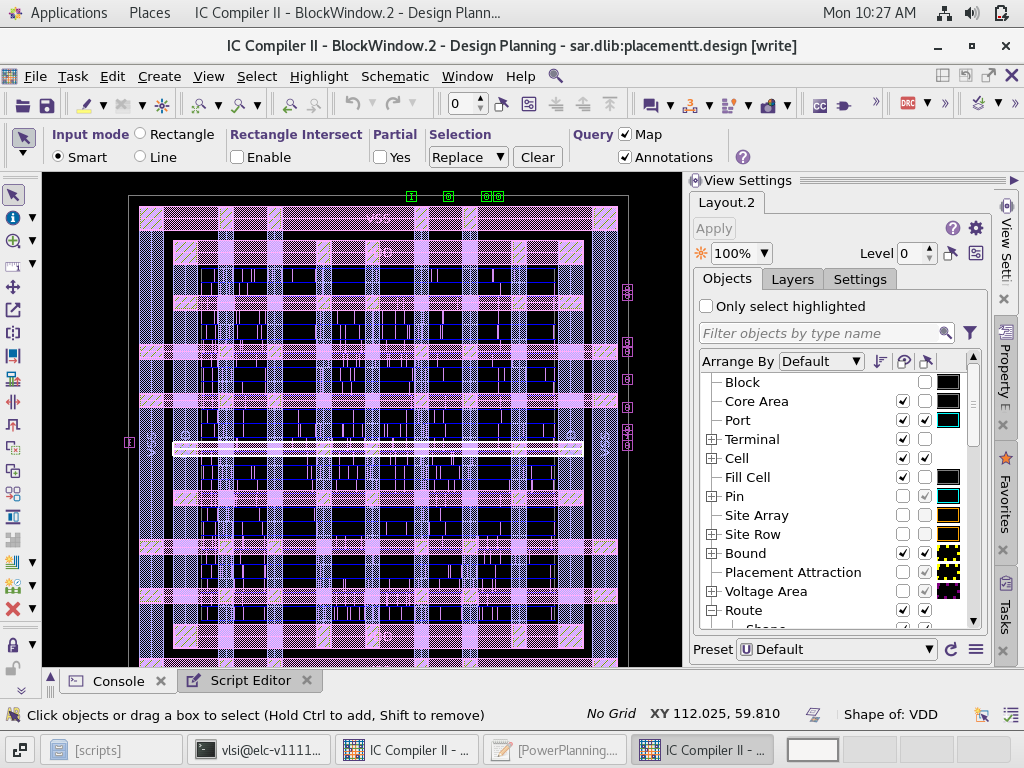 Applications Places IC Compiler II - BlockWindow.2 - Design Plann... Mon 10:27 AM
IC Compiler II - BlockWindow.2 - Design Planning - sar.dlib:placementt.design [write]
File Task Edit Create View Select Highlight Schematic Window Help
0 CC DRC
Input mode Rectangle Rectangle Intersect Partial Selection Query Map
Smart Line Enable Yes Replace Clear Annotations
View Settings
Layout.2
Apply
100% Level 0
Objects Layers Settings
Only select highlighted
Filter objects by type name
Arrange By Default
Block
Core Area
Port
Terminal
Cell
Fill Cell
Pin
Site Array
Site Row
Bound
Placement Attraction
Voltage Area
Route
Preset Default
View Settings
Property E
Favorites
Tasks
Console Script Editor
Click objects or drag a box to select (Hold Ctrl to add, Shift to remove) No Grid XY 112.025, 59.810 Shape of: VDD
[scripts] vlsi@elc-v1111... IC Compiler II - ... [PowerPlanning.... IC Compiler II - ...